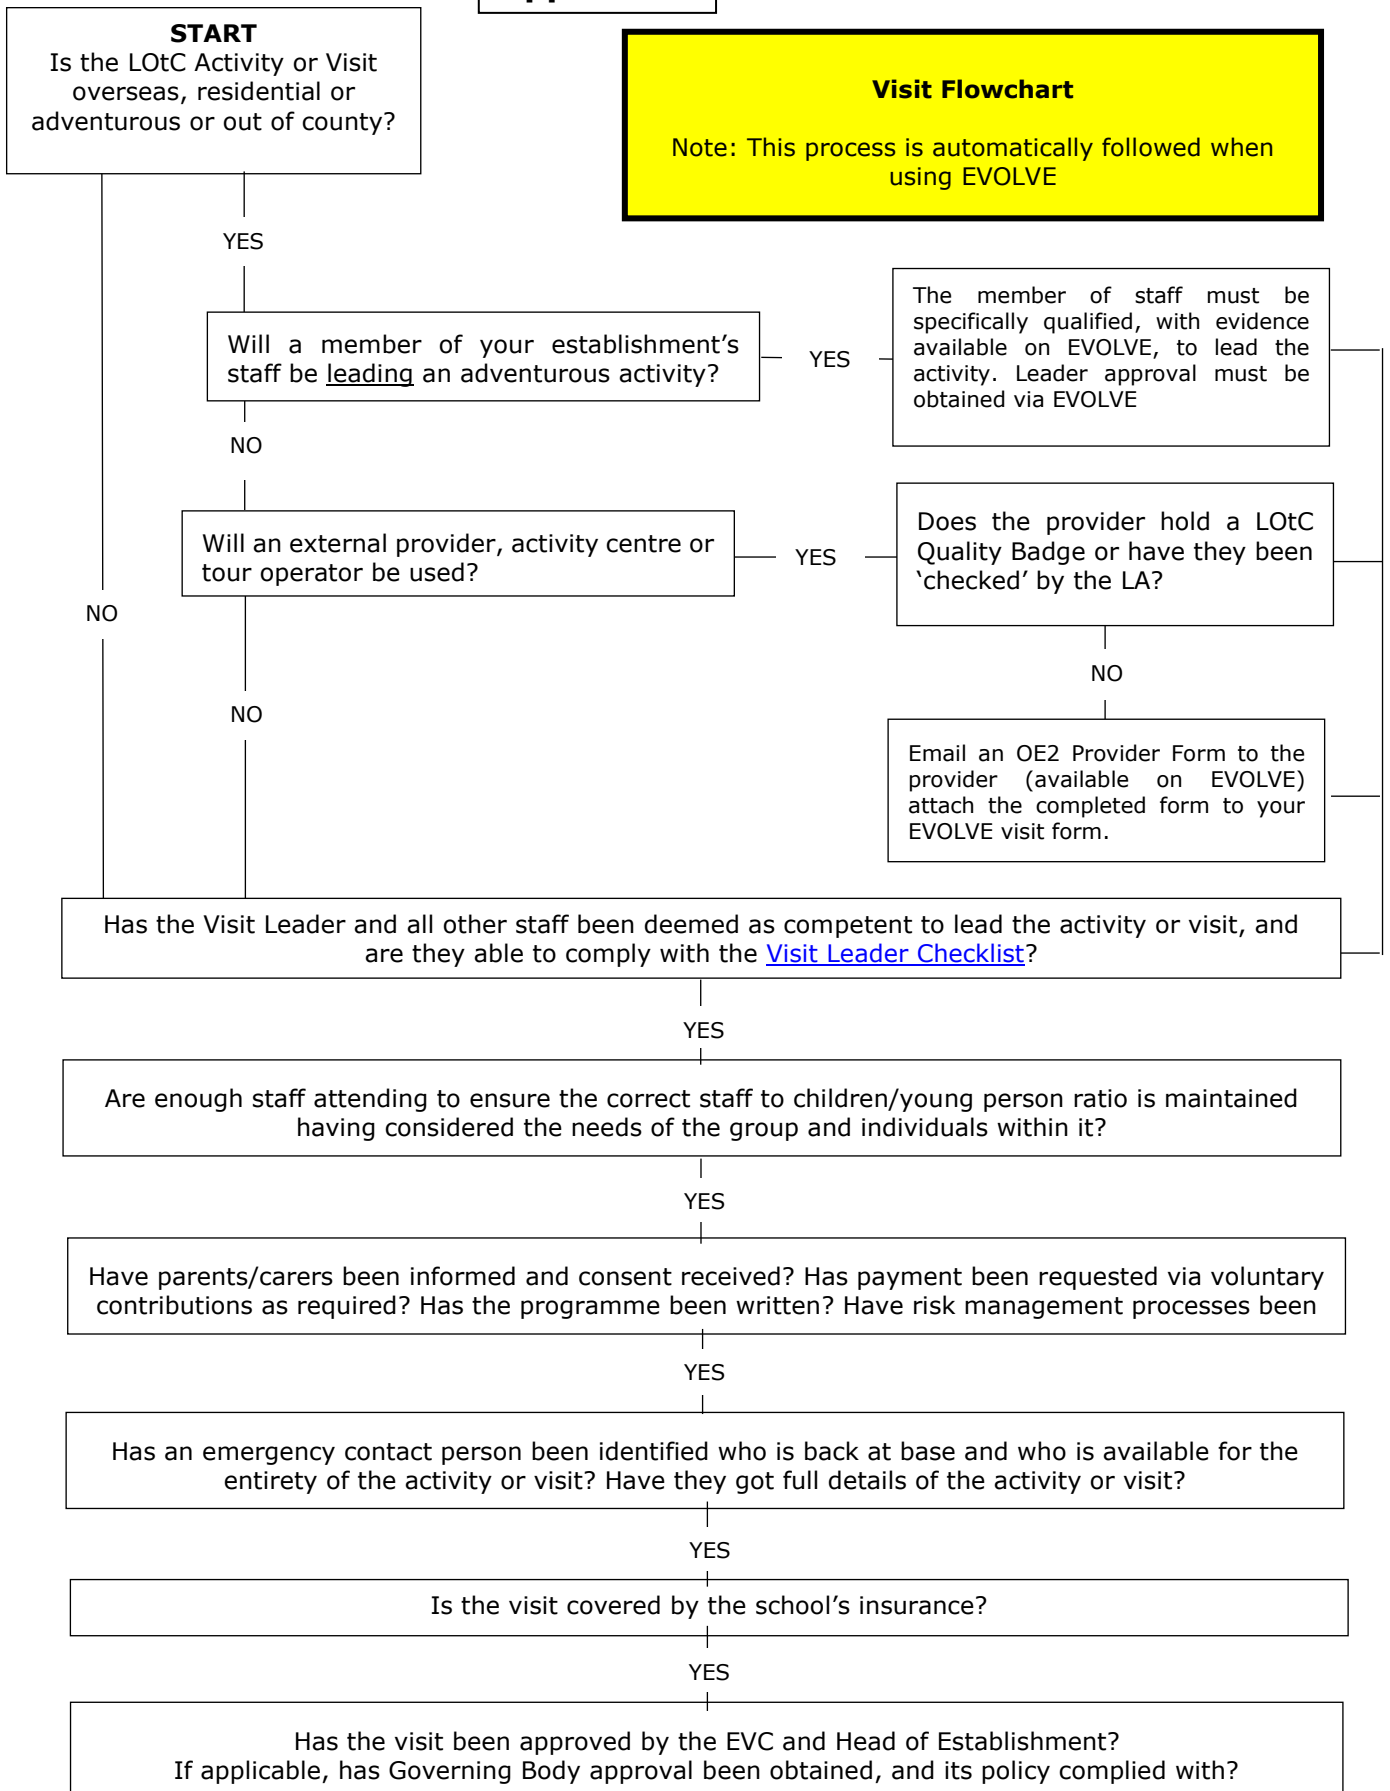 START
Is the LOtC Activity or Visit
overseas, residential or
adventurous or out of county?
Visit Flowchart
Note: This process is automatically followed when
using EVOLVE
YES
Will a member of your establishment's
staff be leading an adventurous activity?
YES
The member of staff must be
specifically qualified, with evidence
available on EVOLVE, to lead the
activity. Leader approval must be
obtained via EVOLVE
NO
Will an external provider, activity centre or
tour operator be used?
YES
Does the provider hold a LOtC
Quality Badge or have they been
‘checked’ by the LA?
NO
NO
NO
Email an OE2 Provider Form to the
provider (available on EVOLVE)
attach the completed form to your
EVOLVE visit form.
Has the Visit Leader and all other staff been deemed as competent to lead the activity or visit, and
are they able to comply with the Visit Leader Checklist?
YES
Are enough staff attending to ensure the correct staff to children/young person ratio is maintained
having considered the needs of the group and individuals within it?
YES
Have parents/carers been informed and consent received? Has payment been requested via voluntary
contributions as required? Has the programme been written? Have risk management processes been
YES
Has an emergency contact person been identified who is back at base and who is available for the
entirety of the activity or visit? Have they got full details of the activity or visit?
YES
Is the visit covered by the school’s insurance?
YES
Has the visit been approved by the EVC and Head of Establishment?
If applicable, has Governing Body approval been obtained, and its policy complied with?